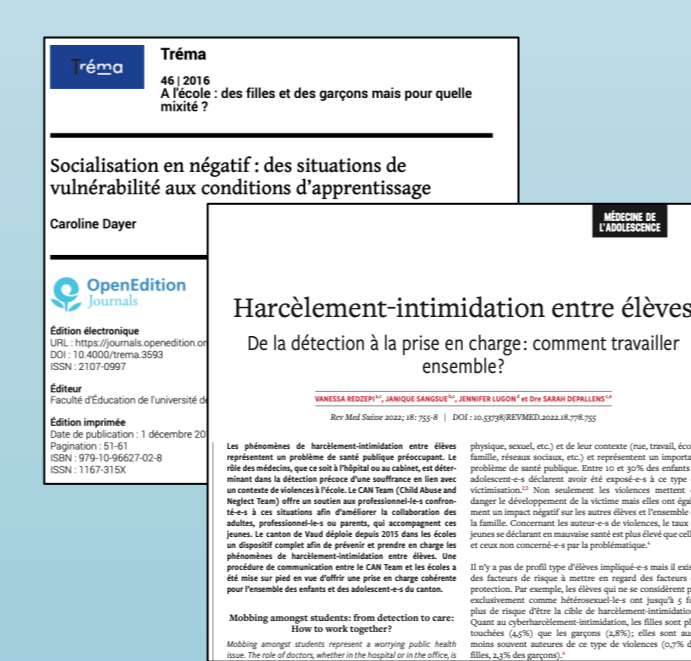 Tréma
Tréma
46 | 2016
A l'école : des filles et des garçons mais pour quelle
mixité ?
Socialisation en négatif : des situations de
vulnérabilité aux conditions d'apprentissage
Caroline Dayer
OpenEdition
Journals
Édition électronique
URL : https://journals.openedition.or
DOI : 10.4000/trema.3593
ISSN : 2107-0997
Éditeur
Faculté d'Éducation de l'université d
Édition imprimée
Date de publication : 1 décembre 20
Pagination : 51-61
ISBN : 979-10-96627-02-8
ISSN : 1167-315X
MÉDECINE DE
L'ADOLESCENCE
Harcèlement-intimidation entre élèves
De la détection à la prise en charge : comment travailler
ensemble?
VANESSA REDZEPI, JANIQUE SANGSUE, JENNIFER LUGON et Dre SARAH DEPALLENS
Rev Med Suisse 2022; 18: 755-8 | DOI : 10.53738/REVMED.2022.18.778.755
Les phénomènes de harcèlement-intimidation entre élèves
représentent un problème de santé publique préoccupant. Le
rôle des médecins, que ce soit à l'hôpital ou au cabinet, est déter-
minant dans la détection précoce d'une souffrance en lien avec
un contexte de violences à l'école. Le CAN Team (Child Abuse and
Neglect Team) offre un soutien aux professionnel-le-s confron-
té-e-s à ces situations afin d'améliorer la collaboration des
adultes, professionnel-le-s ou parents, qui accompagnent ces
jeunes. Le canton de Vaud déploie depuis 2015 dans les écoles
un dispositif complet afin de prévenir et prendre en charge les
phénomènes de harcèlement-intimidation entre élèves. Une
procédure de communication entre le CAN Team et les écoles a
été mise sur pied en vue d'offrir une prise en charge cohérente
pour l'ensemble des enfants et des adolescent-e-s du canton.
Mobbing amongst students: from detection to care:
How to work together?
Mobbing amongst students represent a worrying public health
issue. The role of doctors, whether in the hospital or in the office, is
physique, sexuel, etc.) et de leur contexte (rue, travail, éco
famille, réseaux sociaux, etc.) et représentent un importa
problème de santé publique. Entre 10 et 30% des enfants
adolescent-e-s déclarent avoir été exposé-e-s à ce type
victimisation.2,3 Non seulement les violences mettent
danger le développement de la victime mais elles ont égal
ment un impact négatif sur les autres élèves et l'ensemble
la famille. Concernant les auteur-e-s de violences, le taux
jeunes se déclarant en mauvaise santé est plus élevé que cel
et ceux non concerné-e-s par la problématique.4
Il n'y a pas de profil type d'élèves impliqué-e-s mais il exis
des facteurs de risque à mettre en regard des facteurs
protection. Par exemple, les élèves qui ne se considèrent p
exclusivement comme hétérosexuel-le-s ont jusqu'à 5 fo
plus de risque d'être la cible de harcèlement-intimidatio
Quant au cyberharcèlement-intimidation, les filles sont pl
touchées (4,5%) que les garçons (2,8%); elles sont au
moins souvent auteures de ce type de violences (0,7% d
filles, 2,3% des garçons).4